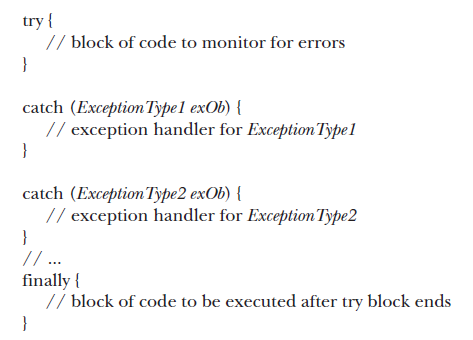 try {
// block of code to monitor for errors
}
catch (ExceptionType1 exOb) {
// exception handler for ExceptionType1
}
catch (ExceptionType2 exOb) {
// exception handler for ExceptionType2
}
// ...
finally {
// block of code to be executed after try block ends
}